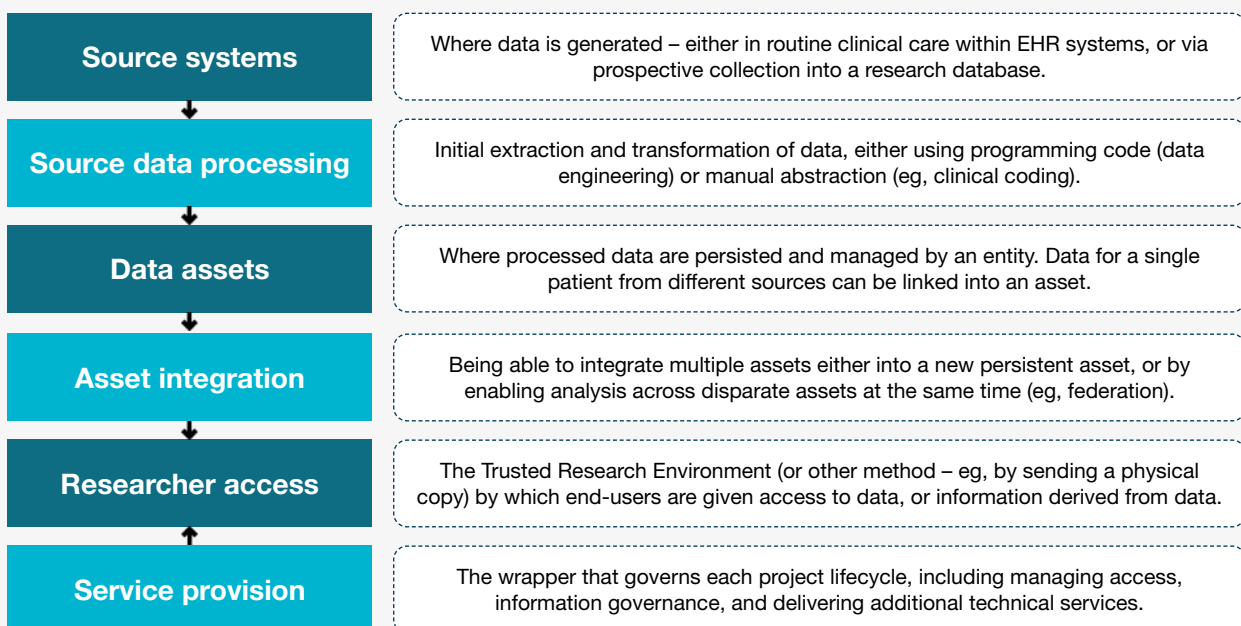 Source systems
Where data is generated – either in routine clinical care within EHR systems, or via
prospective collection into a research database.
Source data processing
Initial extraction and transformation of data, either using programming code (data
engineering) or manual abstraction (eg, clinical coding).
Data assets
Where processed data are persisted and managed by an entity. Data for a single
patient from different sources can be linked into an asset.
Asset integration
Being able to integrate multiple assets either into a new persistent asset, or by
enabling analysis across disparate assets at the same time (eg, federation).
Researcher access
The Trusted Research Environment (or other method – eg, by sending a physical
copy) by which end-users are given access to data, or information derived from data.
Service provision
The wrapper that governs each project lifecycle, including managing access,
information governance, and delivering additional technical services.